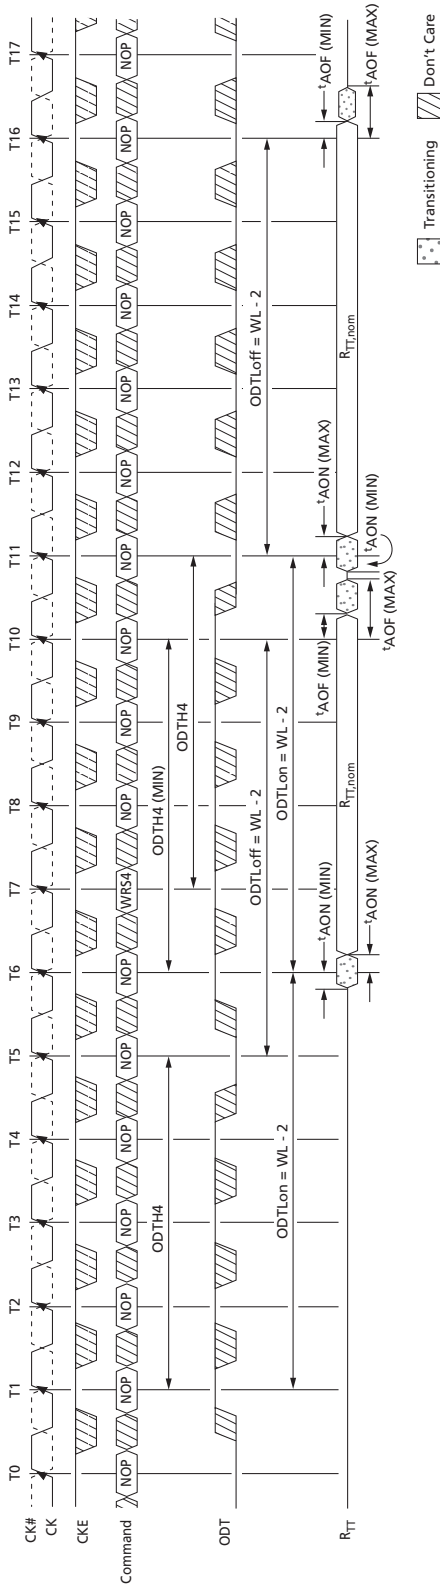 T0 T1 T2 T3 T4 T5 T6 T7 T8 T9 T10 T11 T12 T13 T14 T15 T16 T17
CK#
CK
CKE
Command NOP NOP NOP NOP NOP NOP NOP WRS4 NOP NOP NOP NOP NOP NOP NOP NOP NOP NOP
ODTH4
ODTH4 (MIN)
ODTH4
ODT
ODTLoff = WL - 2
ODTLoff = WL - 2
ODTLon = WL - 2
ODTLon = WL - 2
tAON (MIN)
tAOF (MIN)
tAON (MAX)
tAOF (MIN)
RTT
RTT,nom
RTT,nom
tAON (MAX)
tAOF (MAX)
tAON (MIN)
tAOF (MAX)
Transitioning
Don't Care